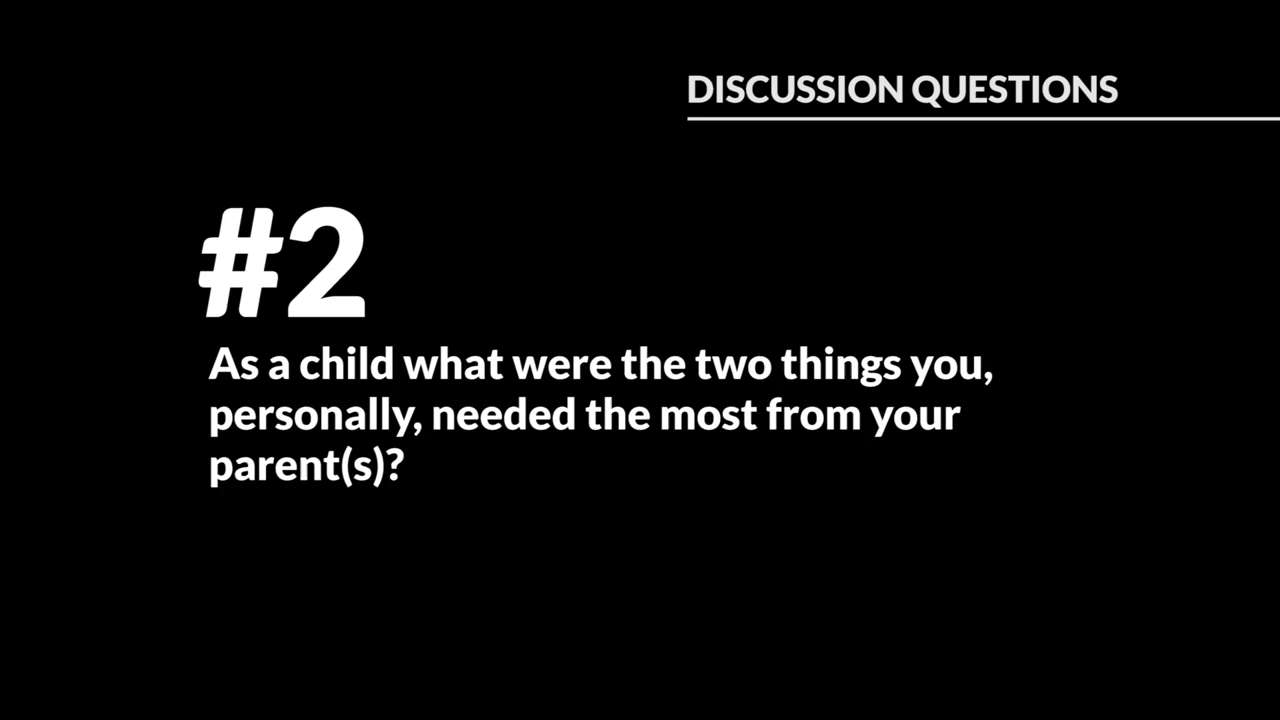 DISCUSSION QUESTIONS
#2
As a child what were the two things you,
personally, needed the most from your
parent(s)?